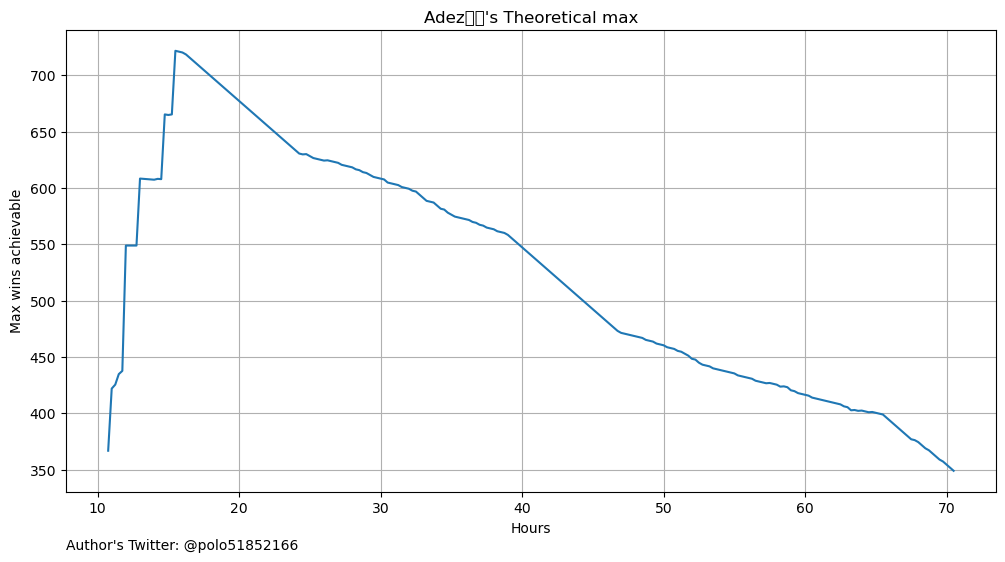 Adez▯▯'s Theoretical max
Max wins achievable
700
650
600
550
500
450
400
350
10 20 30 40 50 60 70
Hours
Author's Twitter: @polo51852166